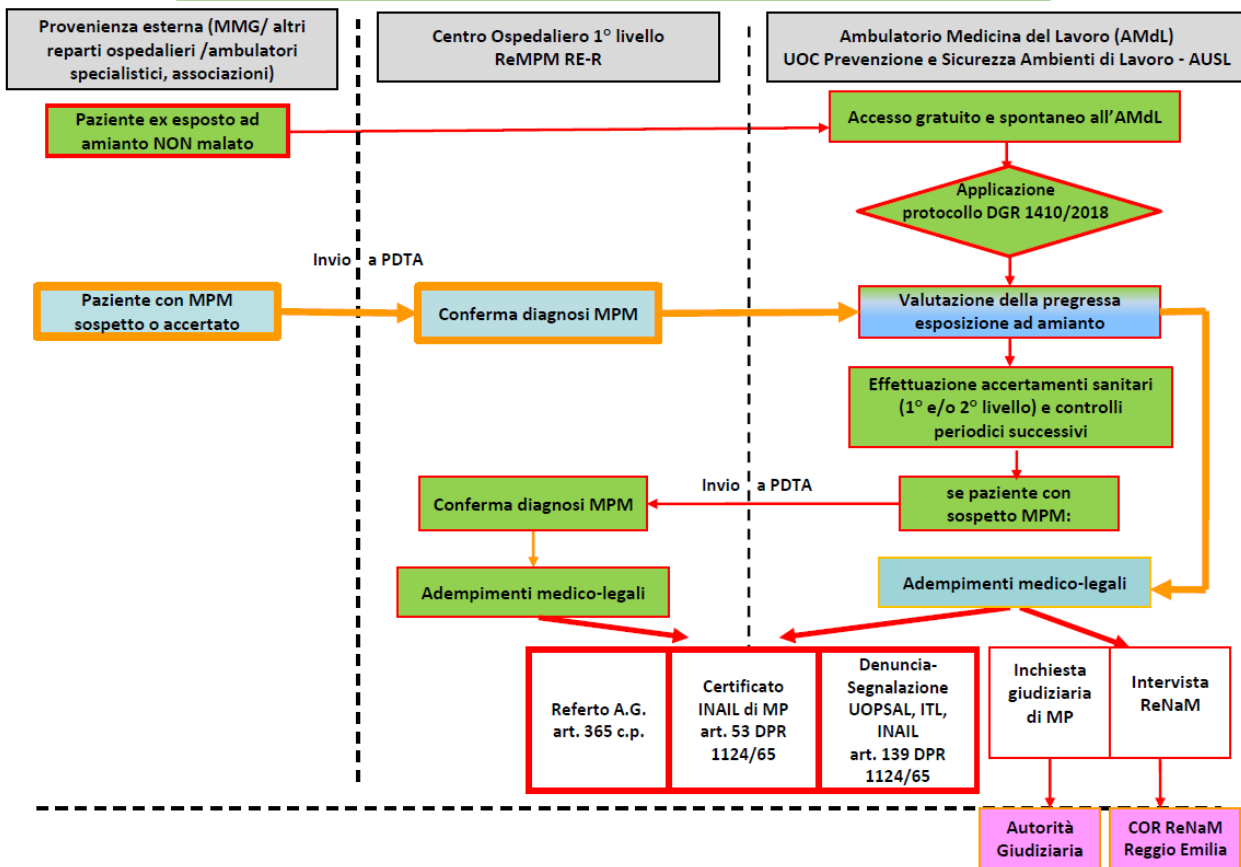 Provenienza esterna (MMG/ altri
reparti ospedalieri /ambulatori
specialistici, associazioni)
Centro Ospedaliero 1° livello
ReMPM RE-R
Ambulatorio Medicina del Lavoro (AMdL)
UOC Prevenzione e Sicurezza Ambienti di Lavoro - AUSL
Paziente ex esposto ad
amianto NON malato
Accesso gratuito e spontaneo all'AMdL
Applicazione
protocollo DGR 1410/2018
Invio a PDTA
Paziente con MPM
sospetto o accertato
Conferma diagnosi MPM
Valutazione della pregressa
esposizione ad amianto
Effettuazione accertamenti sanitari
(1° e/o 2° livello) e controlli
periodici successivi
Invio a PDTA
se paziente con
sospetto MPM:
Conferma diagnosi MPM
Adempimenti medico-legali
Adempimenti medico-legali
Referto A.G.
art. 365 c.p.
Certificato
INAIL di MP
art. 53 DPR
1124/65
Denuncia-
Segnalazione
UOPSAL, ITL,
INAIL
art. 139 DPR
1124/65
Inchiesta
giudiziaria
di MP
Intervista
ReNaM
Autorità
Giudiziaria
COR ReNaM
Reggio Emilia